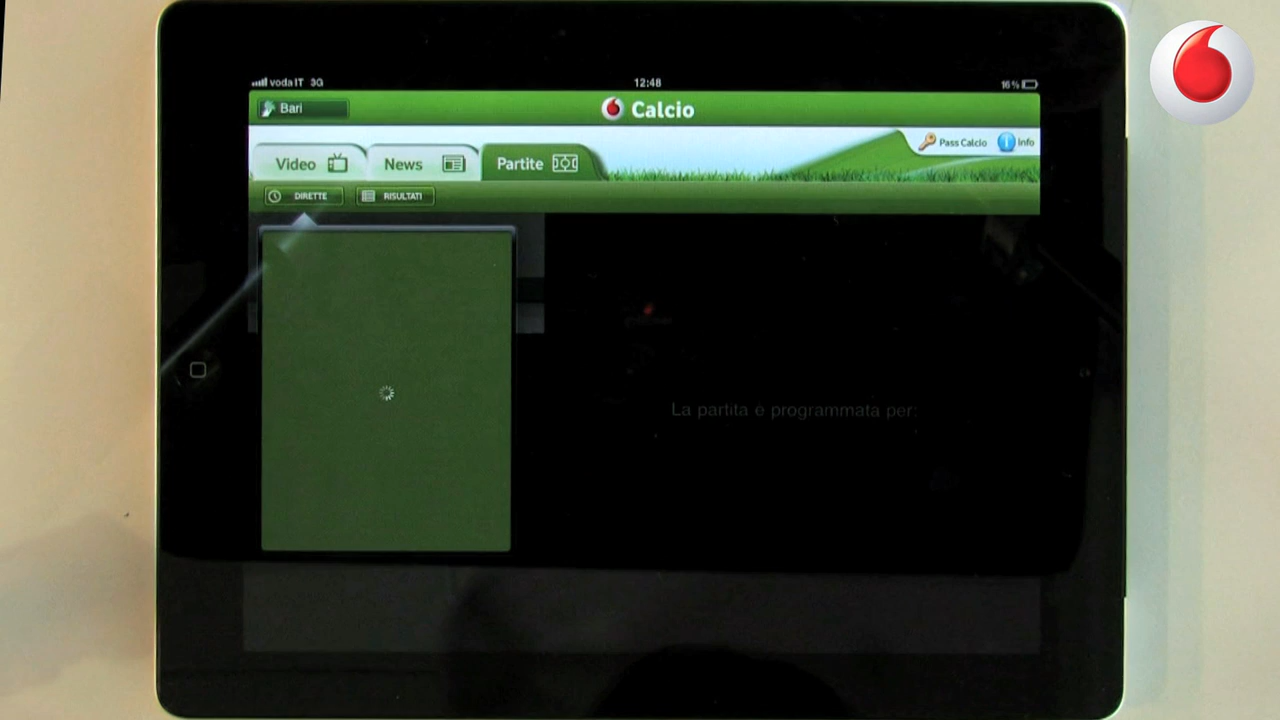 voda IT 3G 12:48 16%
Bari Calcio
Video News Partite Pass Calcio Info
DIRETTE RISULTATI
La partita è programmata per: